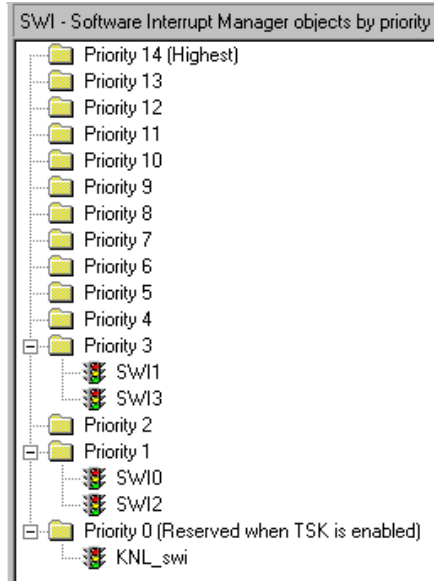 SWI - Software Interrupt Manager objects by priority
Priority 14 (Highest)
Priority 13
Priority 12
Priority 11
Priority 10
Priority 9
Priority 8
Priority 7
Priority 6
Priority 5
Priority 4
Priority 3
SWI1
SWI3
Priority 2
Priority 1
SWI0
SWI2
Priority 0 (Reserved when TSK is enabled)
KNL_swi